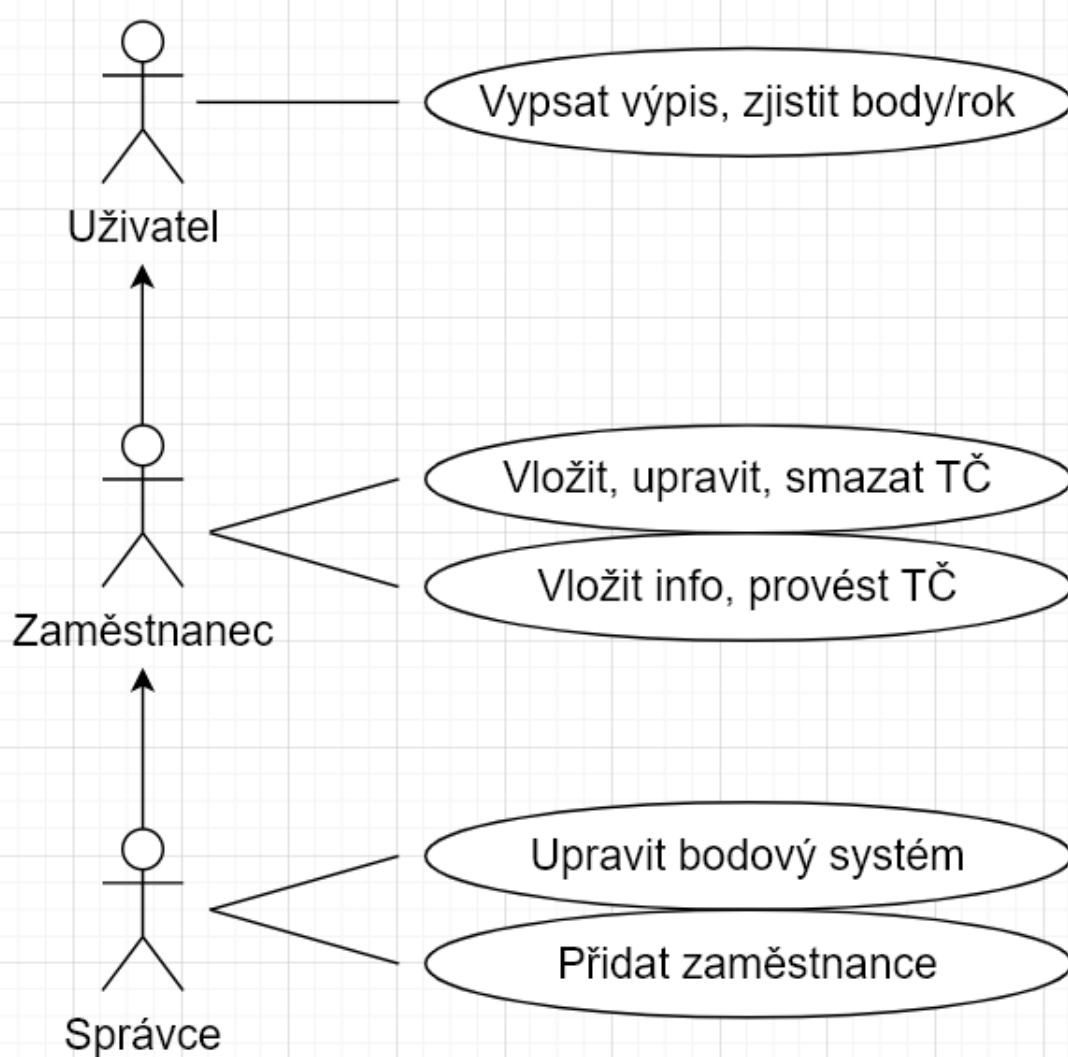 Vypsat výpis, zjistit body/rok
Uživatel
Vložit, upravit, smazat TČ
Vložit info, provést TČ
Zaměstnanec
Upravit bodový systém
Přidat zaměstnance
Správce